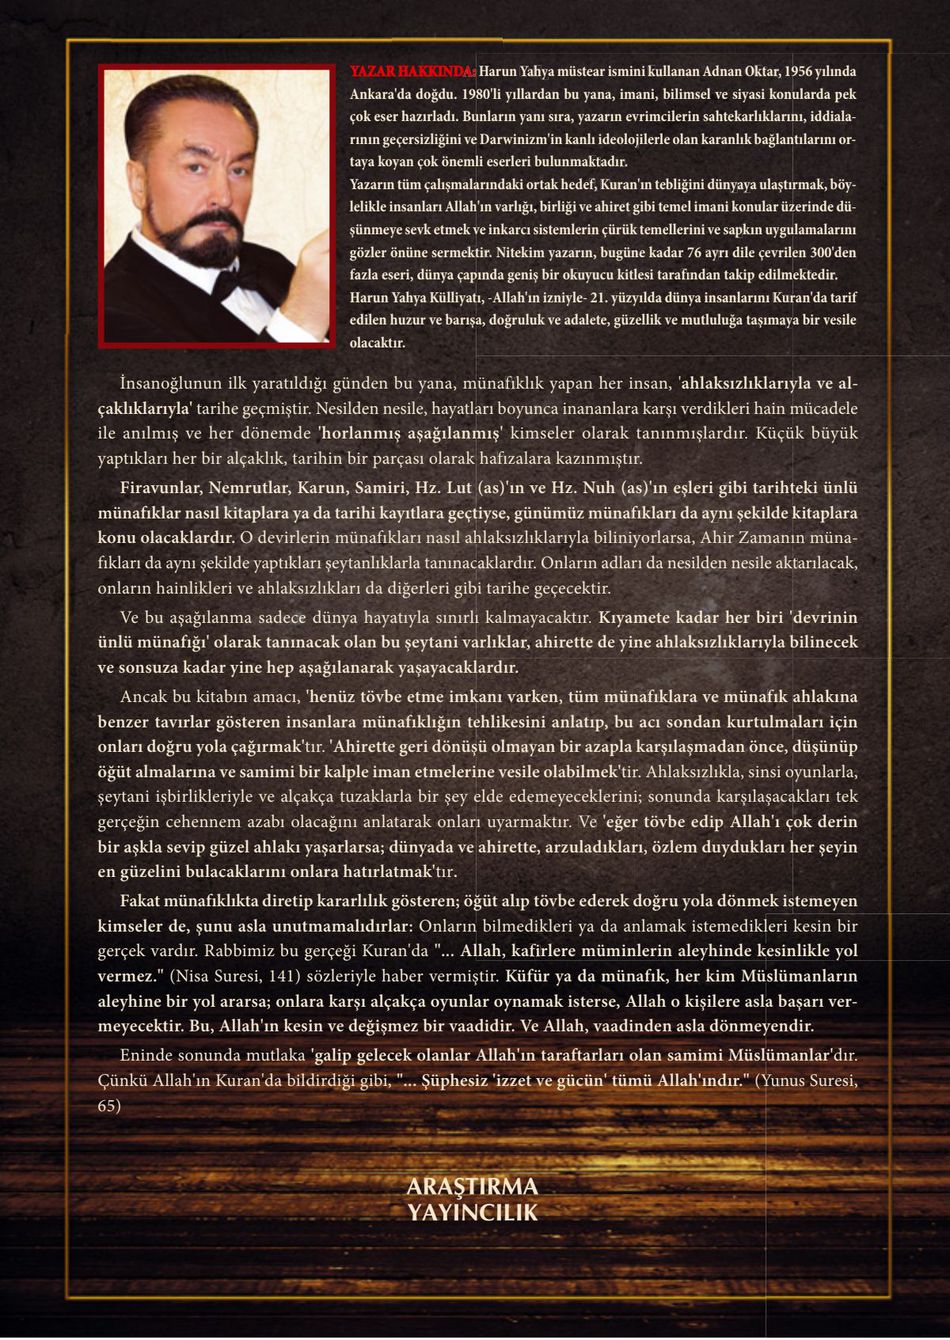 YAZAR HAKKINDA: Harun Yahya müstear ismini kullanan Adnan Oktar, 1956 yılında
Ankara'da doğdu. 1980'li yıllardan bu yana, imani, bilimsel ve siyasi konularda pek
çok eser hazırladı. Bunların yanı sıra, yazarın evrimcilerin sahtekarlıklarını, iddiala-
rının geçersizliğini ve Darwinizm'in kanlı ideolojilerle olan karanlık bağlantılarını or-
taya koyan çok önemli eserleri bulunmaktadır.
Yazarın tüm çalışmalarındaki ortak hedef, Kuran'ın tebliğini dünyaya ulaştırmak, böy-
lelikle insanları Allah'ın varlığı, birliği ve ahiret gibi temel imani konular üzerinde dü-
şünmeye sevk etmek ve inkarcı sistemlerin çürük temellerini ve sapkın uygulamalarını
gözler önüne sermektir. Nitekim yazarın, bugüne kadar 76 ayrı dile çevrilen 300'den
fazla eseri, dünya çapında geniş bir okuyucu kitlesi tarafından takip edilmektedir.
Harun Yahya Külliyatı, -Allah'ın izniyle- 21. yüzyılda dünya insanlarını Kuran'da tarif
edilen huzur ve barışa, doğruluk ve adalete, güzellik ve mutluluğa taşımaya bir vesile
olacaktır.
İnsanoğlunun ilk yaratıldığı günden bu yana, münafıklık yapan her insan, 'ahlaksızlıklarıyla ve al-
çaklıklarıyla' tarihe geçmiştir. Nesilden nesile, hayatları boyunca inananlara karşı verdikleri hain mücadele
ile anılmış ve her dönemde 'horlanmış aşağılanmış' kimseler olarak tanınmışlardır. Küçük büyük
yaptıkları her bir alçaklık, tarihin bir parçası olarak hafızalara kazınmıştır.
Firavunlar, Nemrutlar, Karun, Samiri, Hz. Lut (as)'ın ve Hz. Nuh (as)'ın eşleri gibi tarihteki ünlü
münafıklar nasıl kitaplara ya da tarihi kayıtlara geçtiyse, günümüz münafıkları da aynı şekilde kitaplara
konu olacaklardır. O devirlerin münafıkları nasıl ahlaksızlıklarıyla biliniyorlarsa, Ahir Zamanın müna-
fıkları da aynı şekilde yaptıkları şeytanlıklarla tanınacaklardır. Onların adları da nesilden nesile aktarılacak,
onların hainlikleri ve ahlaksızlıkları da diğerleri gibi tarihe geçecektir.
Ve bu aşağılanma sadece dünya hayatıyla sınırlı kalmayacaktır. Kıyamete kadar her biri 'devrinin
ünlü münafığı' olarak tanınacak olan bu şeytani varlıklar, ahirette de yine ahlaksızlıklarıyla bilinecek
ve sonsuza kadar yine hep aşağılanarak yaşayacaklardır.
Ancak bu kitabın amacı, 'henüz tövbe etme imkanı varken, tüm münafıklara ve münafık ahlakına
benzer tavırlar gösteren insanlara münafıklığın tehlikesini anlatıp, bu acı sondan kurtulmaları için
onları doğru yola çağırmak'tır. 'Ahirette geri dönüşü olmayan bir azapla karşılaşmadan önce, düşünüp
öğüt almalarına ve samimi bir kalple iman etmelerine vesile olabilmek'tir. Ahlaksızlıkla, sinsi oyunlarla,
şeytani işbirlikleriyle ve alçakça tuzaklarla bir şey elde edemeyeceklerini; sonunda karşılaşacakları tek
gerçeğin cehennem azabı olacağını anlatarak onları uyarmaktır. Ve 'eğer tövbe edip Allah'ı çok derin
bir aşkla sevip güzel ahlakı yaşarlarsa; dünyada ve ahirette, arzuladıkları, özlem duydukları her şeyin
en güzelini bulacaklarını onlara hatırlatmak'tır.
Fakat münafıklıkta diretip kararlılık gösteren; öğüt alıp tövbe ederek doğru yola dönmek istemeyen
kimseler de, şunu asla unutmamalıdırlar: Onların bilmedikleri ya da anlamak istemedikleri kesin bir
gerçek vardır. Rabbimiz bu gerçeği Kuran'da "... Allah, kafirlere müminlerin aleyhinde kesinlikle yol
vermez." (Nisa Suresi, 141) sözleriyle haber vermiştir. Küfür ya da münafık, her kim Müslümanların
aleyhine bir yol ararsa; onlara karşı alçakça oyunlar oynamak isterse, Allah o kişilere asla başarı ver-
meyecektir. Bu, Allah'ın kesin ve değişmez bir vaadidir. Ve Allah, vaadinden asla dönmeyendir.
Eninde sonunda mutlaka 'galip gelecek olanlar Allah'ın taraftarları olan samimi Müslümanlar'dır.
Çünkü Allah'ın Kuran'da bildirdiği gibi, "... Şüphesiz 'izzet ve gücün' tümü Allah'ındır." (Yunus Suresi,
65)
ARAŞTIRMA
YAYINCILIK